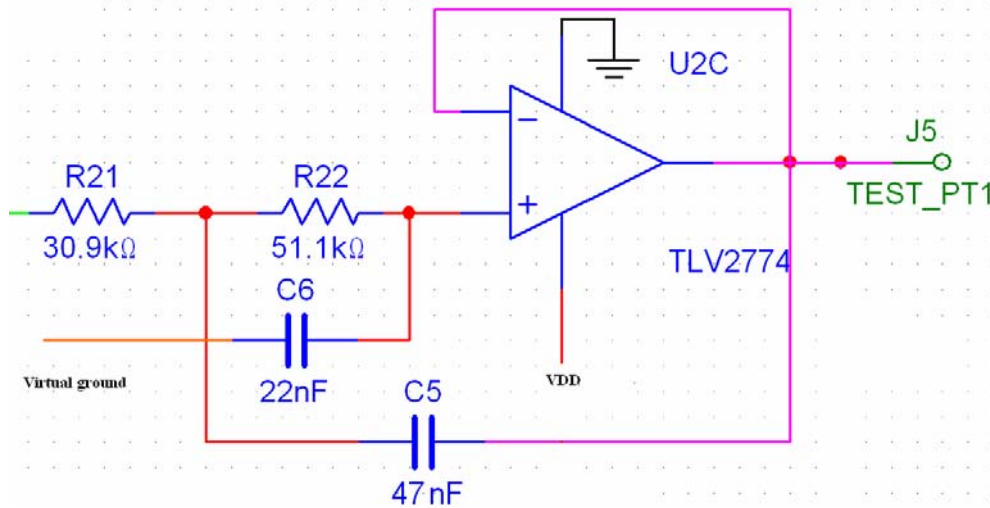 U2C
J5
TEST_PT1
R21
30.9kΩ
R22
51.1kΩ
−
+
TLV2774
C6
22nF
Virtual ground
VDD
C5
47nF